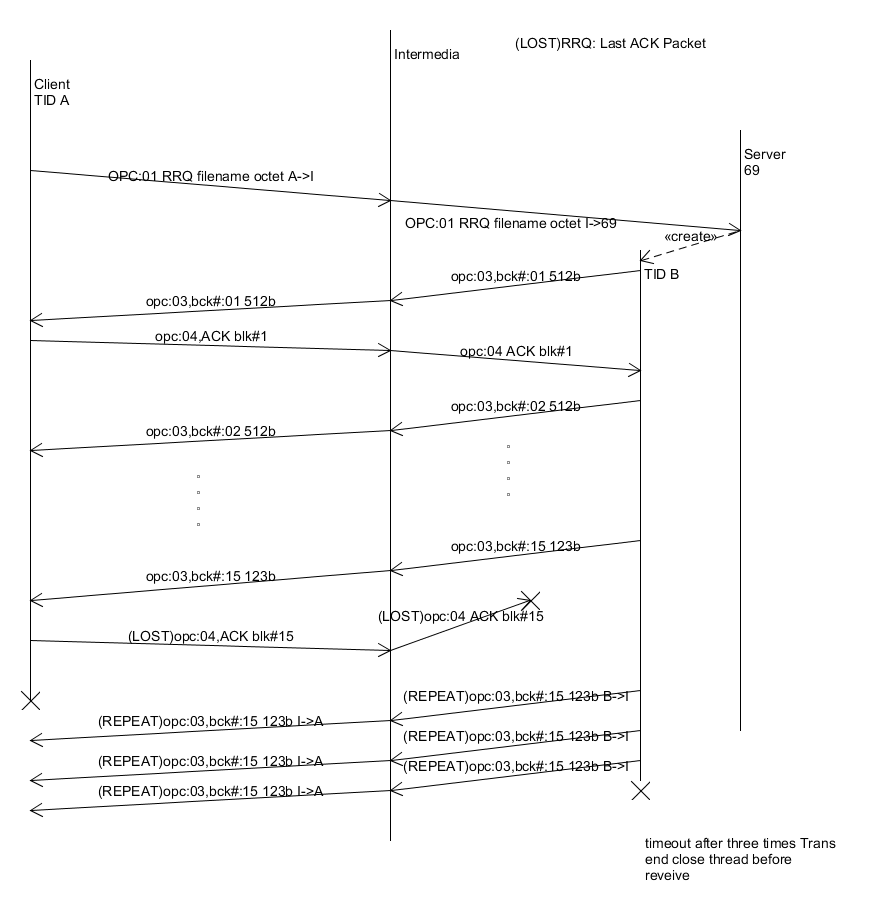 (LOST)RRQ: Last ACK Packet
Intermedia
Client
TID A
Server
69
OPC:01 RRQ filename octet A->I
OPC:01 RRQ filename octet I->69
«create»
TID B
opc:03,bck#:01 512b
opc:03,bck#:01 512b
opc:04,ACK blk#1
opc:04 ACK blk#1
opc:03,bck#:02 512b
opc:03,bck#:02 512b
opc:03,bck#:15 123b
opc:03,bck#:15 123b
(LOST)opc:04 ACK blk#15
(LOST)opc:04,ACK blk#15
(REPEAT)opc:03,bck#:15 123b B->I
(REPEAT)opc:03,bck#:15 123b I->A
(REPEAT)opc:03,bck#:15 123b B->I
(REPEAT)opc:03,bck#:15 123b I->A
(REPEAT)opc:03,bck#:15 123b B->I
(REPEAT)opc:03,bck#:15 123b I->A
timeout after three times Trans
end close thread before
reveive